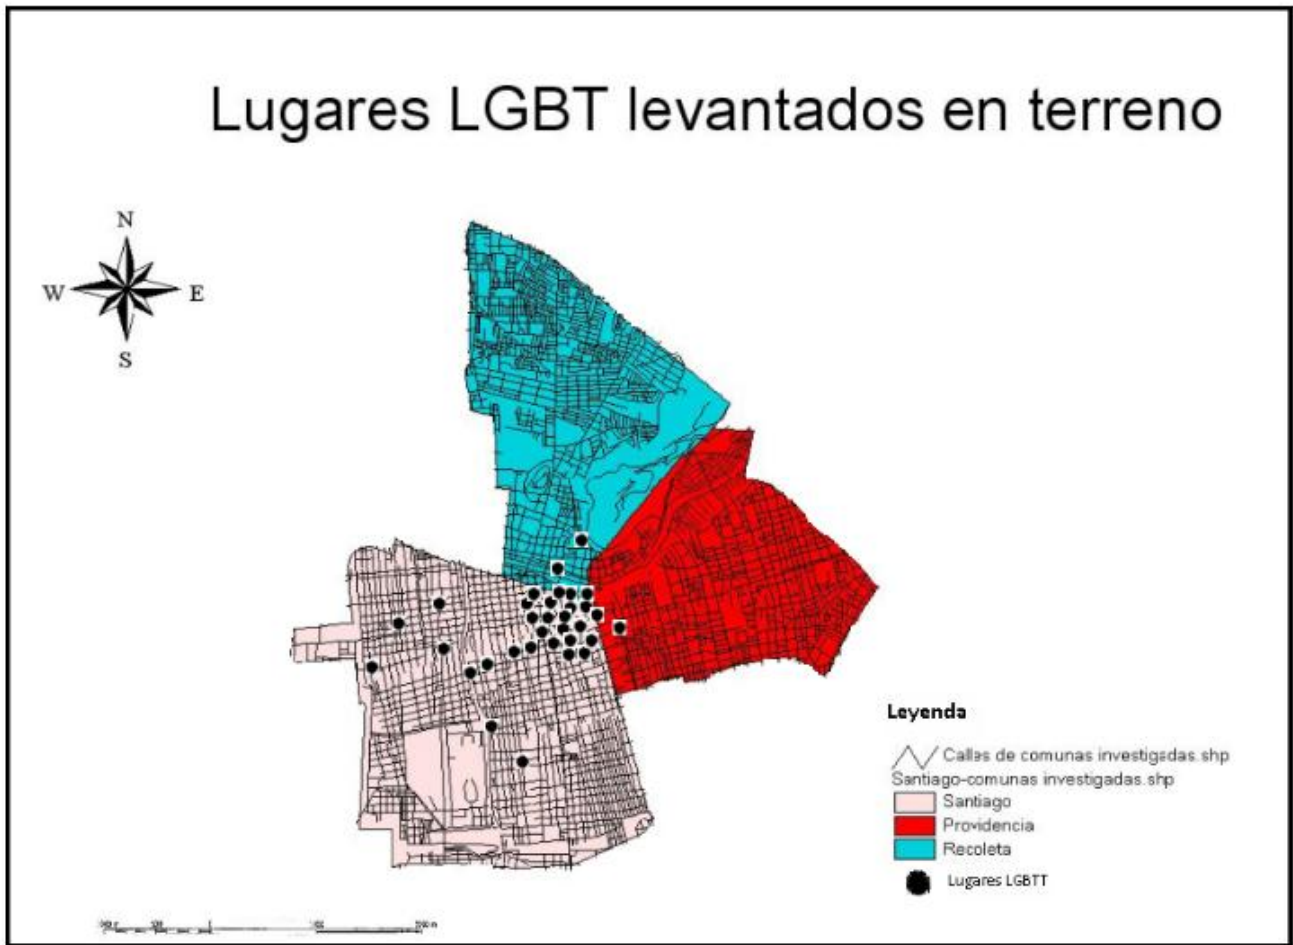 Lugares LGBT levantados en terreno
N
W E
S
Leyenda
Calles de comunas investigadas.shp
Santiago-comunas investigadas.shp
Santiago
Providencia
Recoleta
Lugares LGBTT